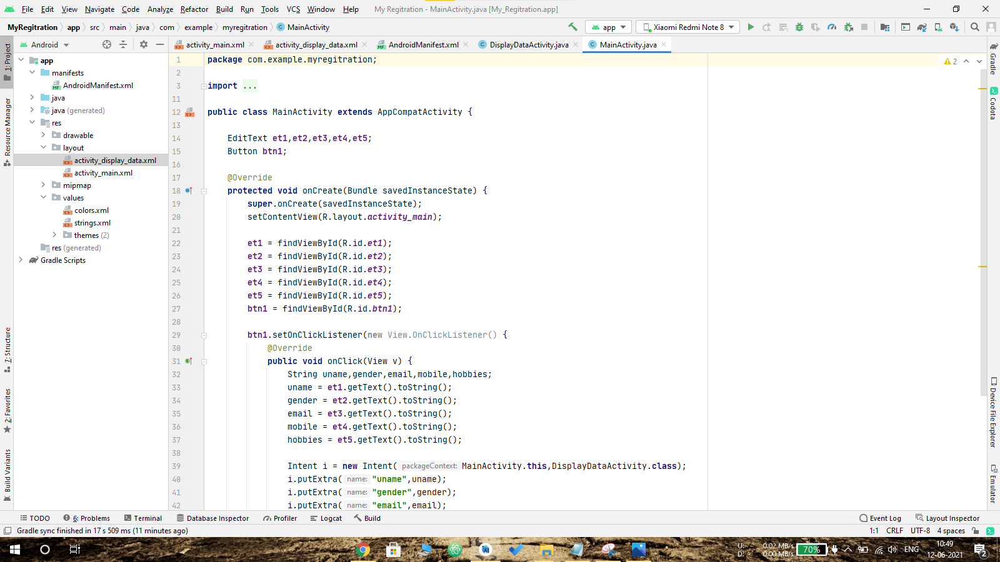 File Edit View Navigate Code Analyze Refactor Build Run Tools VCS Window Help My Regitration - MainActivity.java [My_Regitration.app]
MyRegitration app src main java com example myregitration MainActivity app Xiaomi Redmi Note 8
Android activity_main.xml activity_display_data.xml AndroidManifest.xml DisplayDataActivity.java MainActivity.java
1: Project
Resource Manager
7: Structure
2: Favorites
Build Variants
app
manifests
AndroidManifest.xml
java
java (generated)
res
drawable
layout
activity_display_data.xml
activity_main.xml
mipmap
values
colors.xml
strings.xml
themes (2)
res (generated)
Gradle Scripts
1 package com.example.myregitration;
2
3 import ...
11
12 public class MainActivity extends AppCompatActivity {
13
14 EditText et1,et2,et3,et4,et5;
15 Button btn1;
16
17 @Override
18 protected void onCreate(Bundle savedInstanceState) {
19 super.onCreate(savedInstanceState);
20 setContentView(R.layout.activity_main);
21
22 et1 = findViewById(R.id.et1);
23 et2 = findViewById(R.id.et2);
24 et3 = findViewById(R.id.et3);
25 et4 = findViewById(R.id.et4);
26 et5 = findViewById(R.id.et5);
27 btn1 = findViewById(R.id.btn1);
28
29 btn1.setOnClickListener(new View.OnClickListener() {
30 @Override
31 public void onClick(View v) {
32 String uname,gender,email,mobile,hobbies;
33 uname = et1.getText().toString();
34 gender = et2.getText().toString();
35 email = et3.getText().toString();
36 mobile = et4.getText().toString();
37 hobbies = et5.getText().toString();
38
39 Intent i = new Intent( packageContext: MainActivity.this,DisplayDataActivity.class);
40 i.putExtra( name: "uname",uname);
41 i.putExtra( name: "gender",gender);
42 i.putExtra( name: "email",email);
2
Gradle
Codota
Device File Explorer
Emulator
TODO 6: Problems Terminal Database Inspector Profiler Logcat Build Event Log Layout Inspector
Gradle sync finished in 17 s 509 ms (11 minutes ago) 1:1 CRLF UTF-8 4 spaces
U: 0.02 MB/s
D: 0.00 MB/s
70%
ENG
10:49
12-06-2021
2